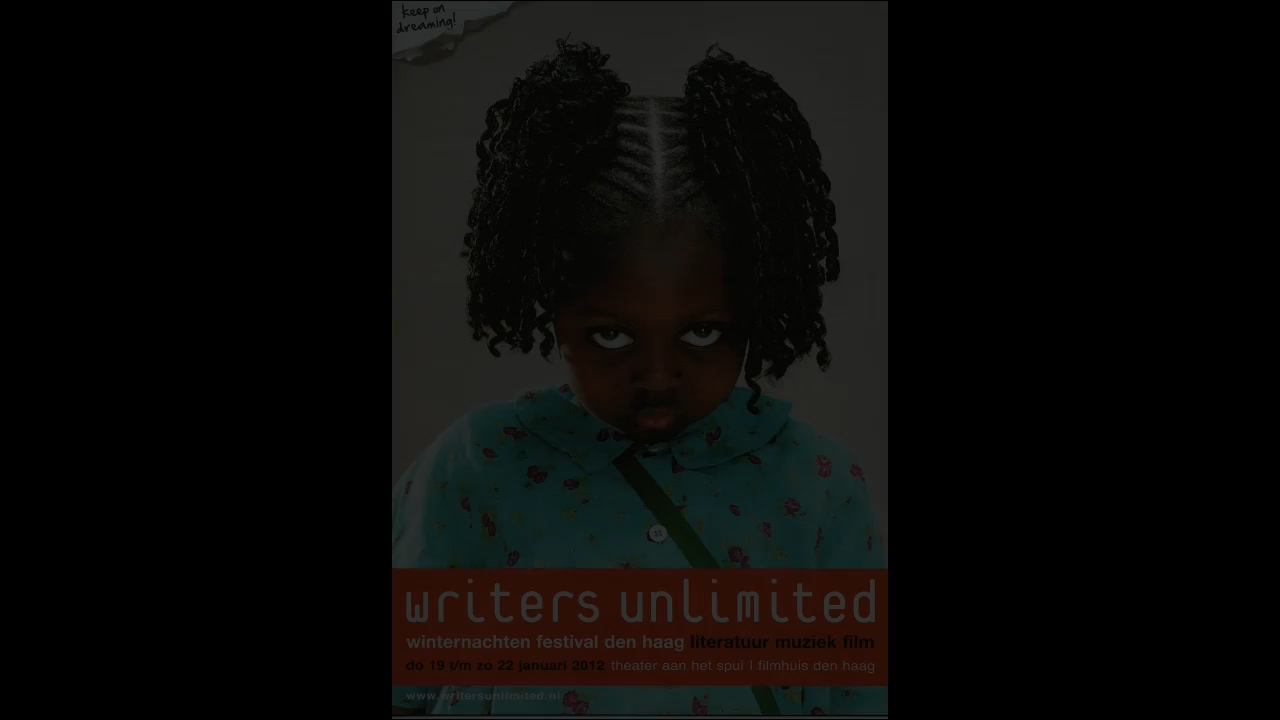 keep on
dreaming!
writers unlimited
winternachten festival den haag literatuur muziek film
do 19 t/m zo 22 januari 2012 theater aan het spui | filmhuis den haag
www.writersunlimited.nl